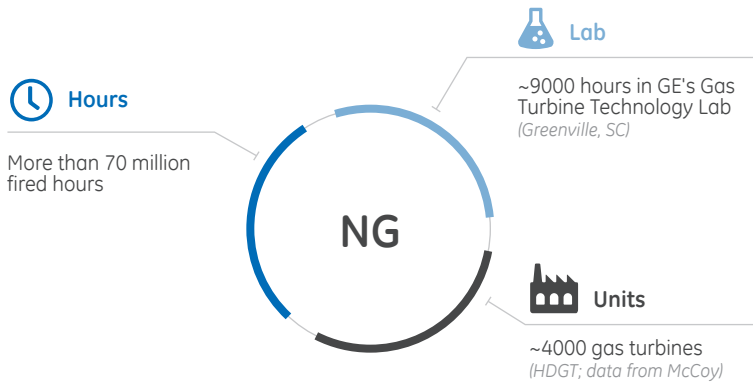 Hours
More than 70 million
fired hours
NG
Lab
~9000 hours in GE's Gas
Turbine Technology Lab
(Greenville, SC)
Units
~4000 gas turbines
(HDGT; data from McCoy)